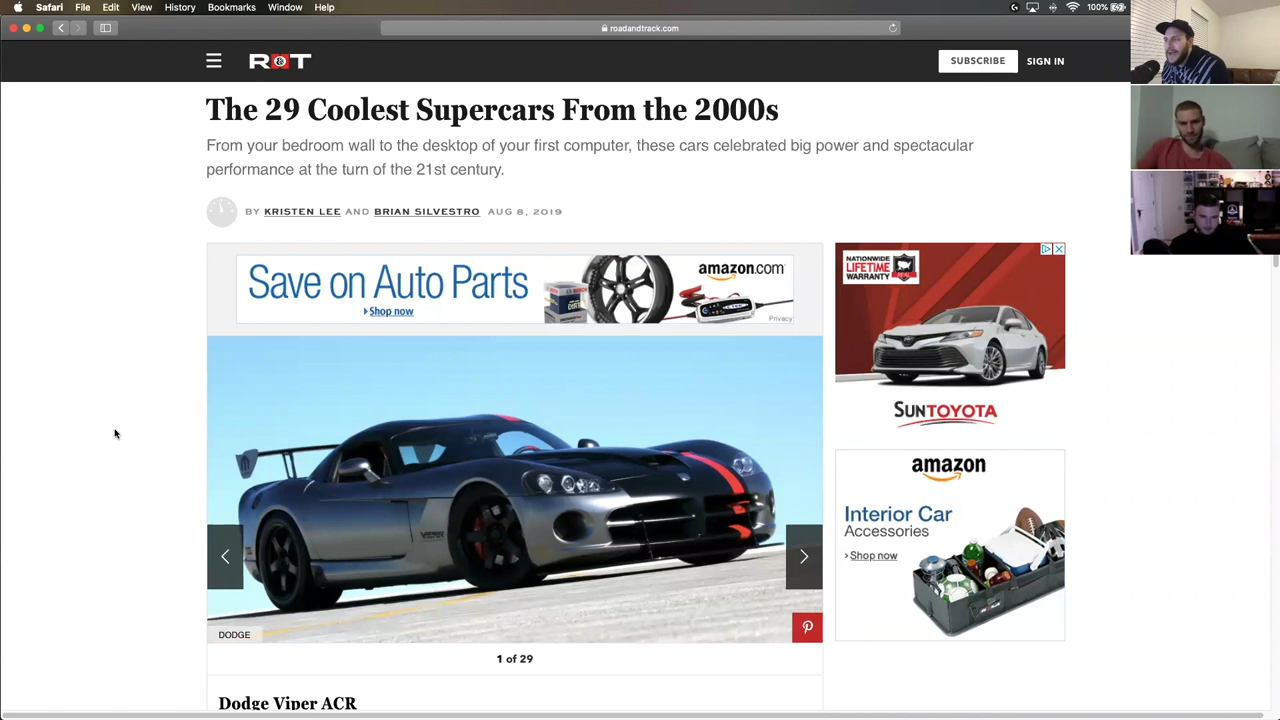 Safari File Edit View History Bookmarks Window Help 100%
roadandtrack.com
R&T
SUBSCRIBE SIGN IN
The 29 Coolest Supercars From the 2000s
From your bedroom wall to the desktop of your first computer, these cars celebrated big power and spectacular
performance at the turn of the 21st century.
BY KRISTEN LEE AND BRIAN SILVESTRO AUG 8, 2019
Save on Auto Parts
Shop now
amazon.com
Privacy
NATIONWIDE
LIFETIME
WARRANTY
SUNTOYOTA
amazon
Interior Car
Accessories
Shop now
VIPER
DODGE
1 of 29
Dodge Viper ACR